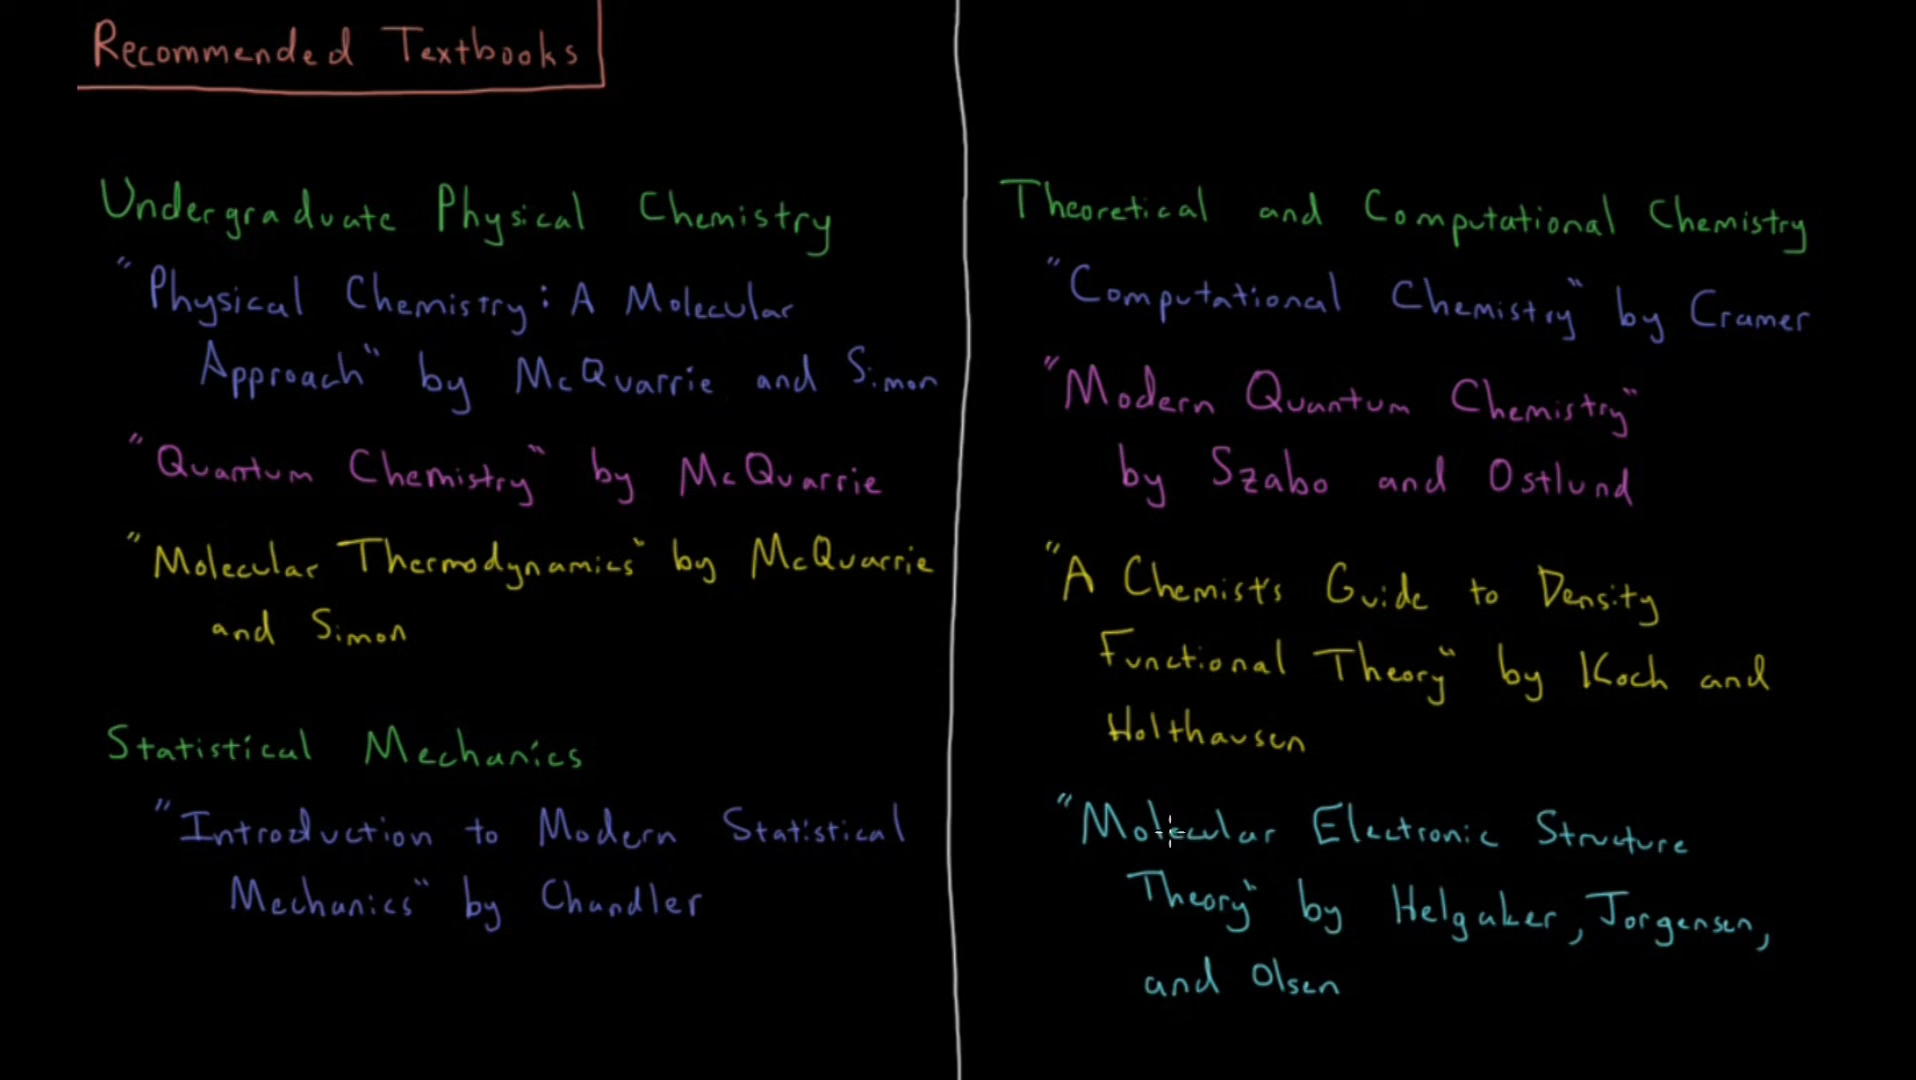 Recommended Textbooks
Undergraduate Physical Chemistry
"Physical Chemistry: A Molecular
Approach" by McQuarrie and Simon
"Quantum Chemistry" by McQuarrie
"Molecular Thermodynamics" by McQuarrie
and Simon
Statistical Mechanics
"Introduction to Modern Statistical
Mechanics" by Chandler
Theoretical and Computational Chemistry
"Computational Chemistry" by Cramer
"Modern Quantum Chemistry"
by Szabo and Ostlund
"A Chemist's Guide to Density
Functional Theory" by Koch and
Holthausen
"Molecular Electronic Structure
Theory" by Helgaker, Jorgensen,
and Olsen